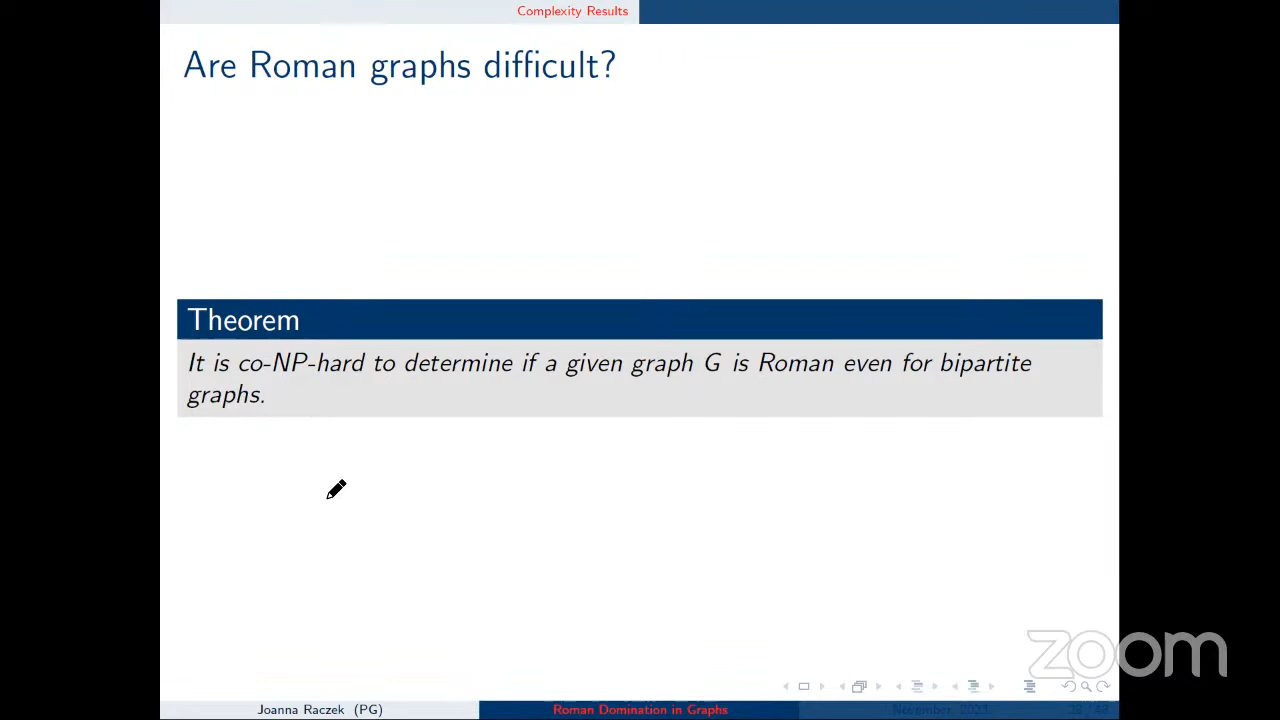 Complexity Results
Are Roman graphs difficult?
Theorem
It is co-NP-hard to determine if a given graph G is Roman even for bipartite
graphs.
zoom
Joanna Raczek (PG)
Roman Domination in Graphs